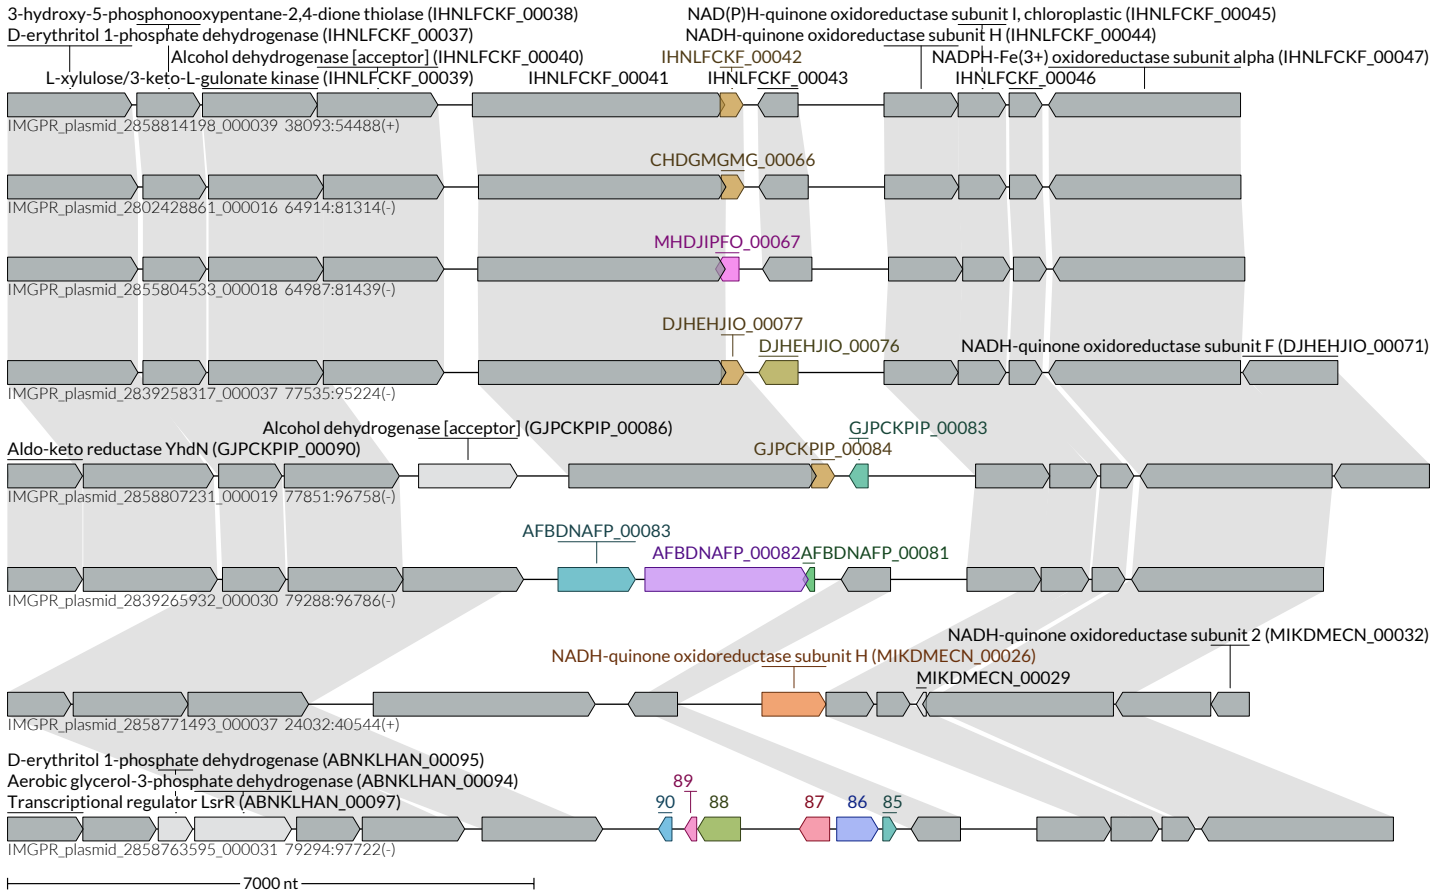 3-hydroxy-5-phosphonooxypentane-2,4-dione thiolase (IHNLFCKF_00038) NAD(P)H-quinone oxidoreductase subunit I, chloroplastic (IHNLFCKF_00045)
D-erythritol 1-phosphate dehydrogenase (IHNLFCKF_00037) NADH-quinone oxidoreductase subunit H (IHNLFCKF_00044)
Alcohol dehydrogenase [acceptor] (IHNLFCKF_00040) IHNLFCKF_00042 NADPH-Fe(3+) oxidoreductase subunit alpha (IHNLFCKF_00047)
L-xylulose/3-keto-L-gulonate kinase (IHNLFCKF_00039) IHNLFCKF_00041 IHNLFCKF_00043 IHNLFCKF_00046
IMGPR_plasmid_2858814198_000039 38093:54488(+)
CHDGMGMG_00066
IMGPR_plasmid_2802428861_000016 64914:81314(-)
MHDJIPFO_00067
IMGPR_plasmid_2855804533_000018 64987:81439(-)
DJHEHJIO_00077
DJHEHJIO_00076 NADH-quinone oxidoreductase subunit F (DJHEHJIO_00071)
IMGPR_plasmid_2839258317_000037 77535:95224(-)
Alcohol dehydrogenase [acceptor] (GJPCKPIP_00086) GJPCKPIP_00083
Aldo-keto reductase YhdN (GJPCKPIP_00090) GJPCKPIP_00084
IMGPR_plasmid_2858807231_000019 77851:96758(-)
AFBDNAFP_00083
AFBDNAFP_00082 AFBDNAFP_00081
IMGPR_plasmid_2839265932_000030 79288:96786(-)
NADH-quinone oxidoreductase subunit 2 (MIKDMECN_00032)
NADH-quinone oxidoreductase subunit H (MIKDMECN_00026)
MIKDMECN_00029
IMGPR_plasmid_2858771493_000037 24032:40544(+)
D-erythritol 1-phosphate dehydrogenase (ABNKLHAN_00095)
Aerobic glycerol-3-phosphate dehydrogenase (ABNKLHAN_00094) 89
Transcriptional regulator LsrR (ABNKLHAN_00097) 90 88 87 86 85
IMGPR_plasmid_2858763595_000031 79294:97722(-)
7000 nt